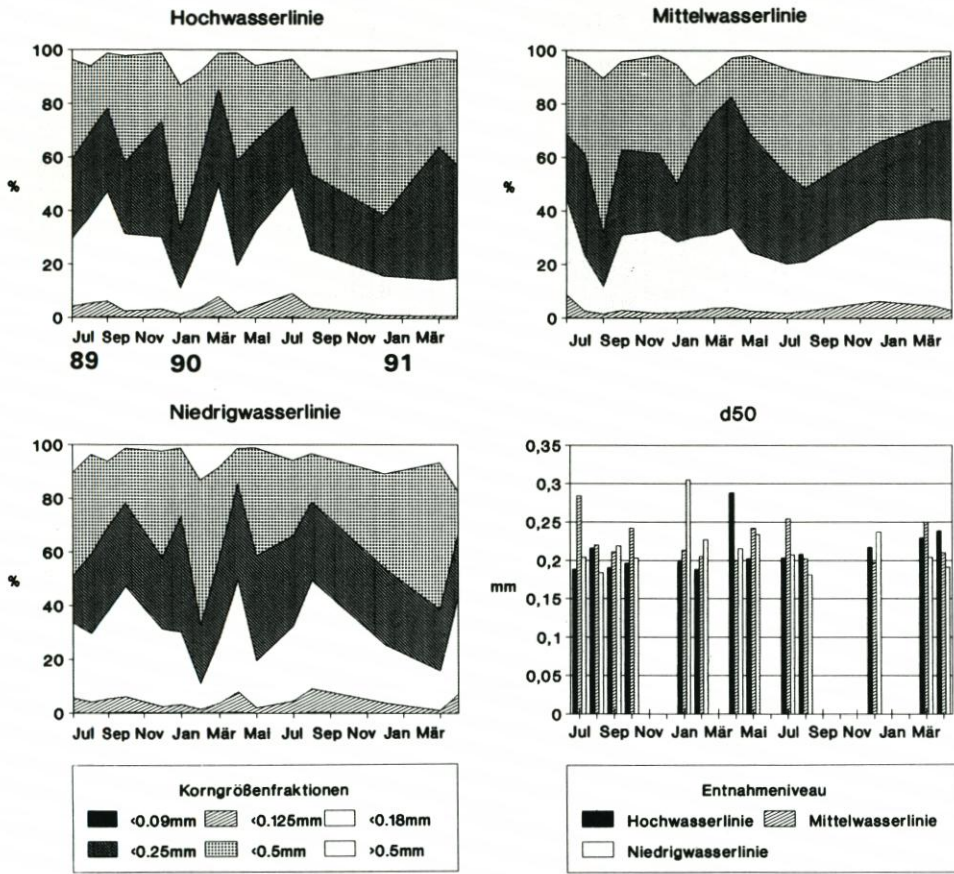 Hochwasserlinie
100
80
60
%
40
20
0
Jul Sep Nov Jan Mär Mai Jul Sep Nov Jan Mär
89 90 91
Mittelwasserlinie
100
80
60
%
40
20
0
Jul Sep Nov Jan Mär Mai Jul Sep Nov Jan Mär
Niedrigwasserlinie
100
80
60
%
40
20
0
Jul Sep Nov Jan Mär Mai Jul Sep Nov Jan Mär
d50
0,35
0,3
0,25
0,2
mm
0,15
0,1
0,05
0
Jul Sep Nov Jan Mär Mai Jul Sep Nov Jan Mär
Korngrößenfraktionen
<0.09mm <0.125mm <0.18mm
<0.25mm <0.5mm >0.5mm
Entnahmeniveau
Hochwasserlinie Mittelwasserlinie
Niedrigwasserlinie